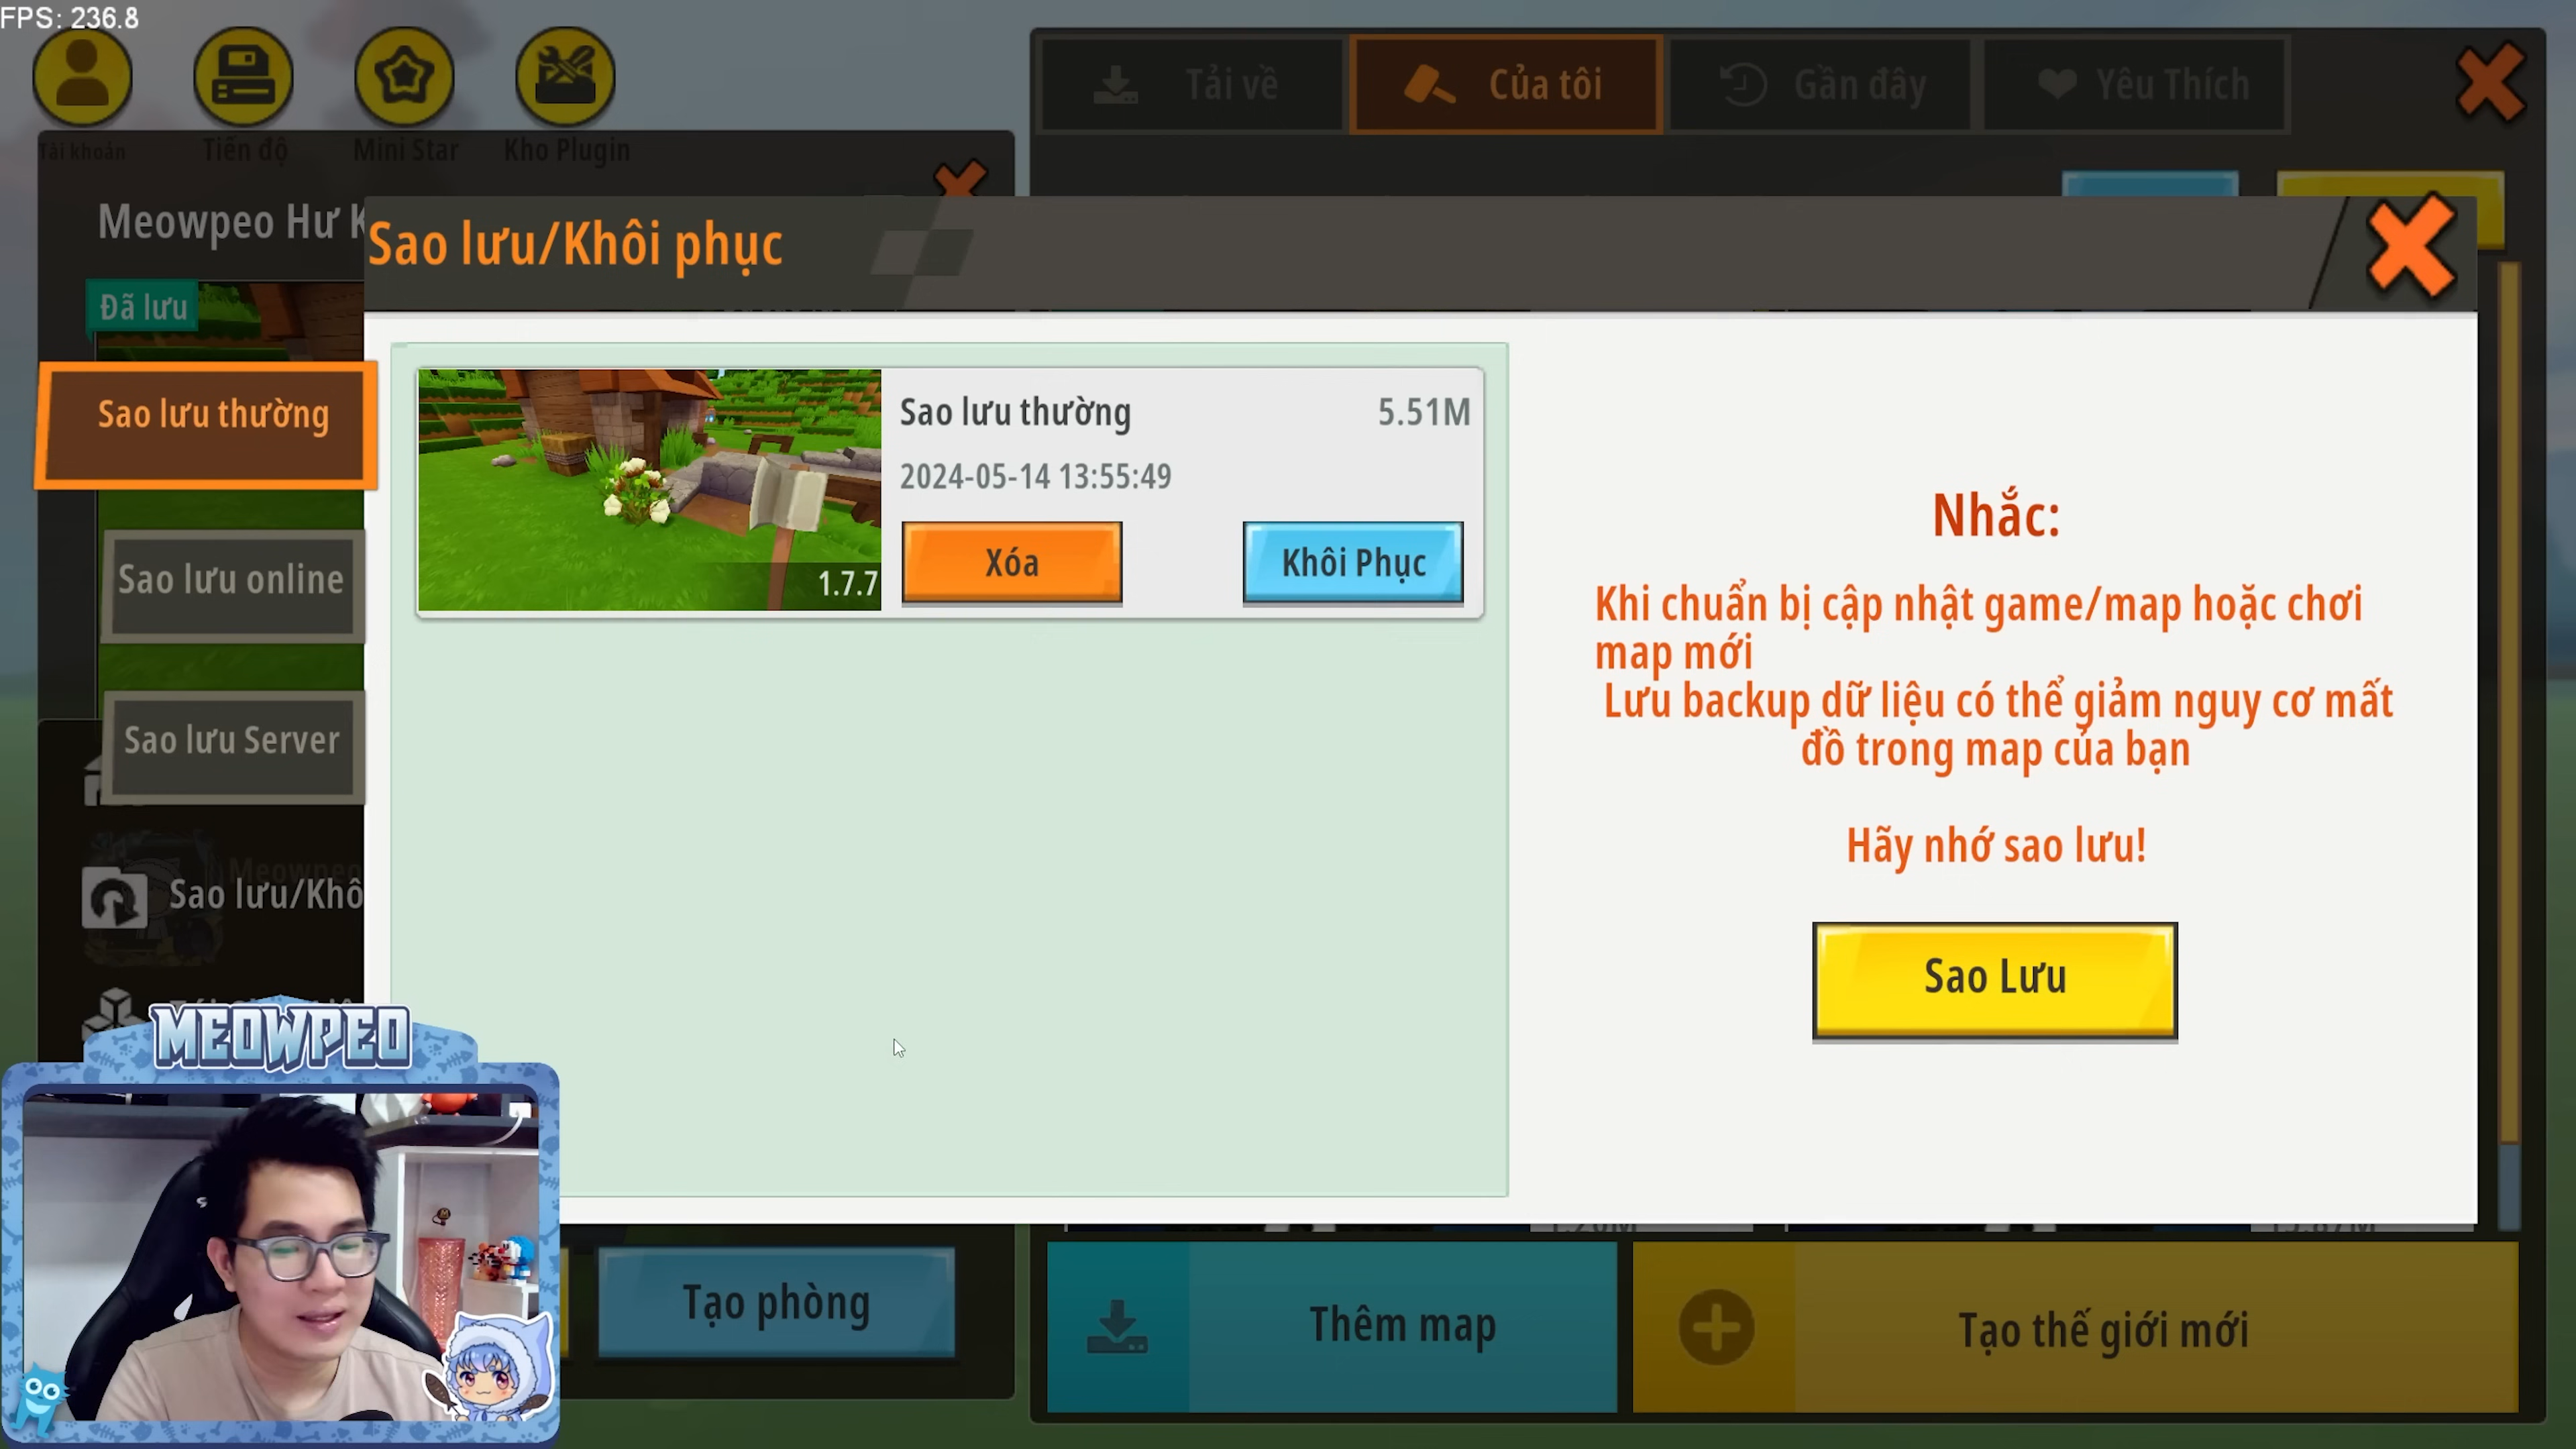 FPS: 236.8
Tài khoản
Tiến độ
Mini Star
Kho Plugin
Tải về
Của tôi
Gần đây
Yêu Thích
Meowpeo Hư K
Sao lưu/Khôi phục
Đã lưu
Sao lưu thường
Sao lưu online
Sao lưu Server
Sao lưu thường
5.51M
2024-05-14 13:55:49
1.7.7
Xóa
Khôi Phục
Nhắc:
Khi chuẩn bị cập nhật game/map hoặc chơi
map mới
Lưu backup dữ liệu có thể giảm nguy cơ mất
đồ trong map của bạn
Hãy nhớ sao lưu!
Sao Lưu
Meowpeo
Sao lưu/Khô
MEOWPEO
Tạo phòng
Thêm map
Tạo thế giới mới